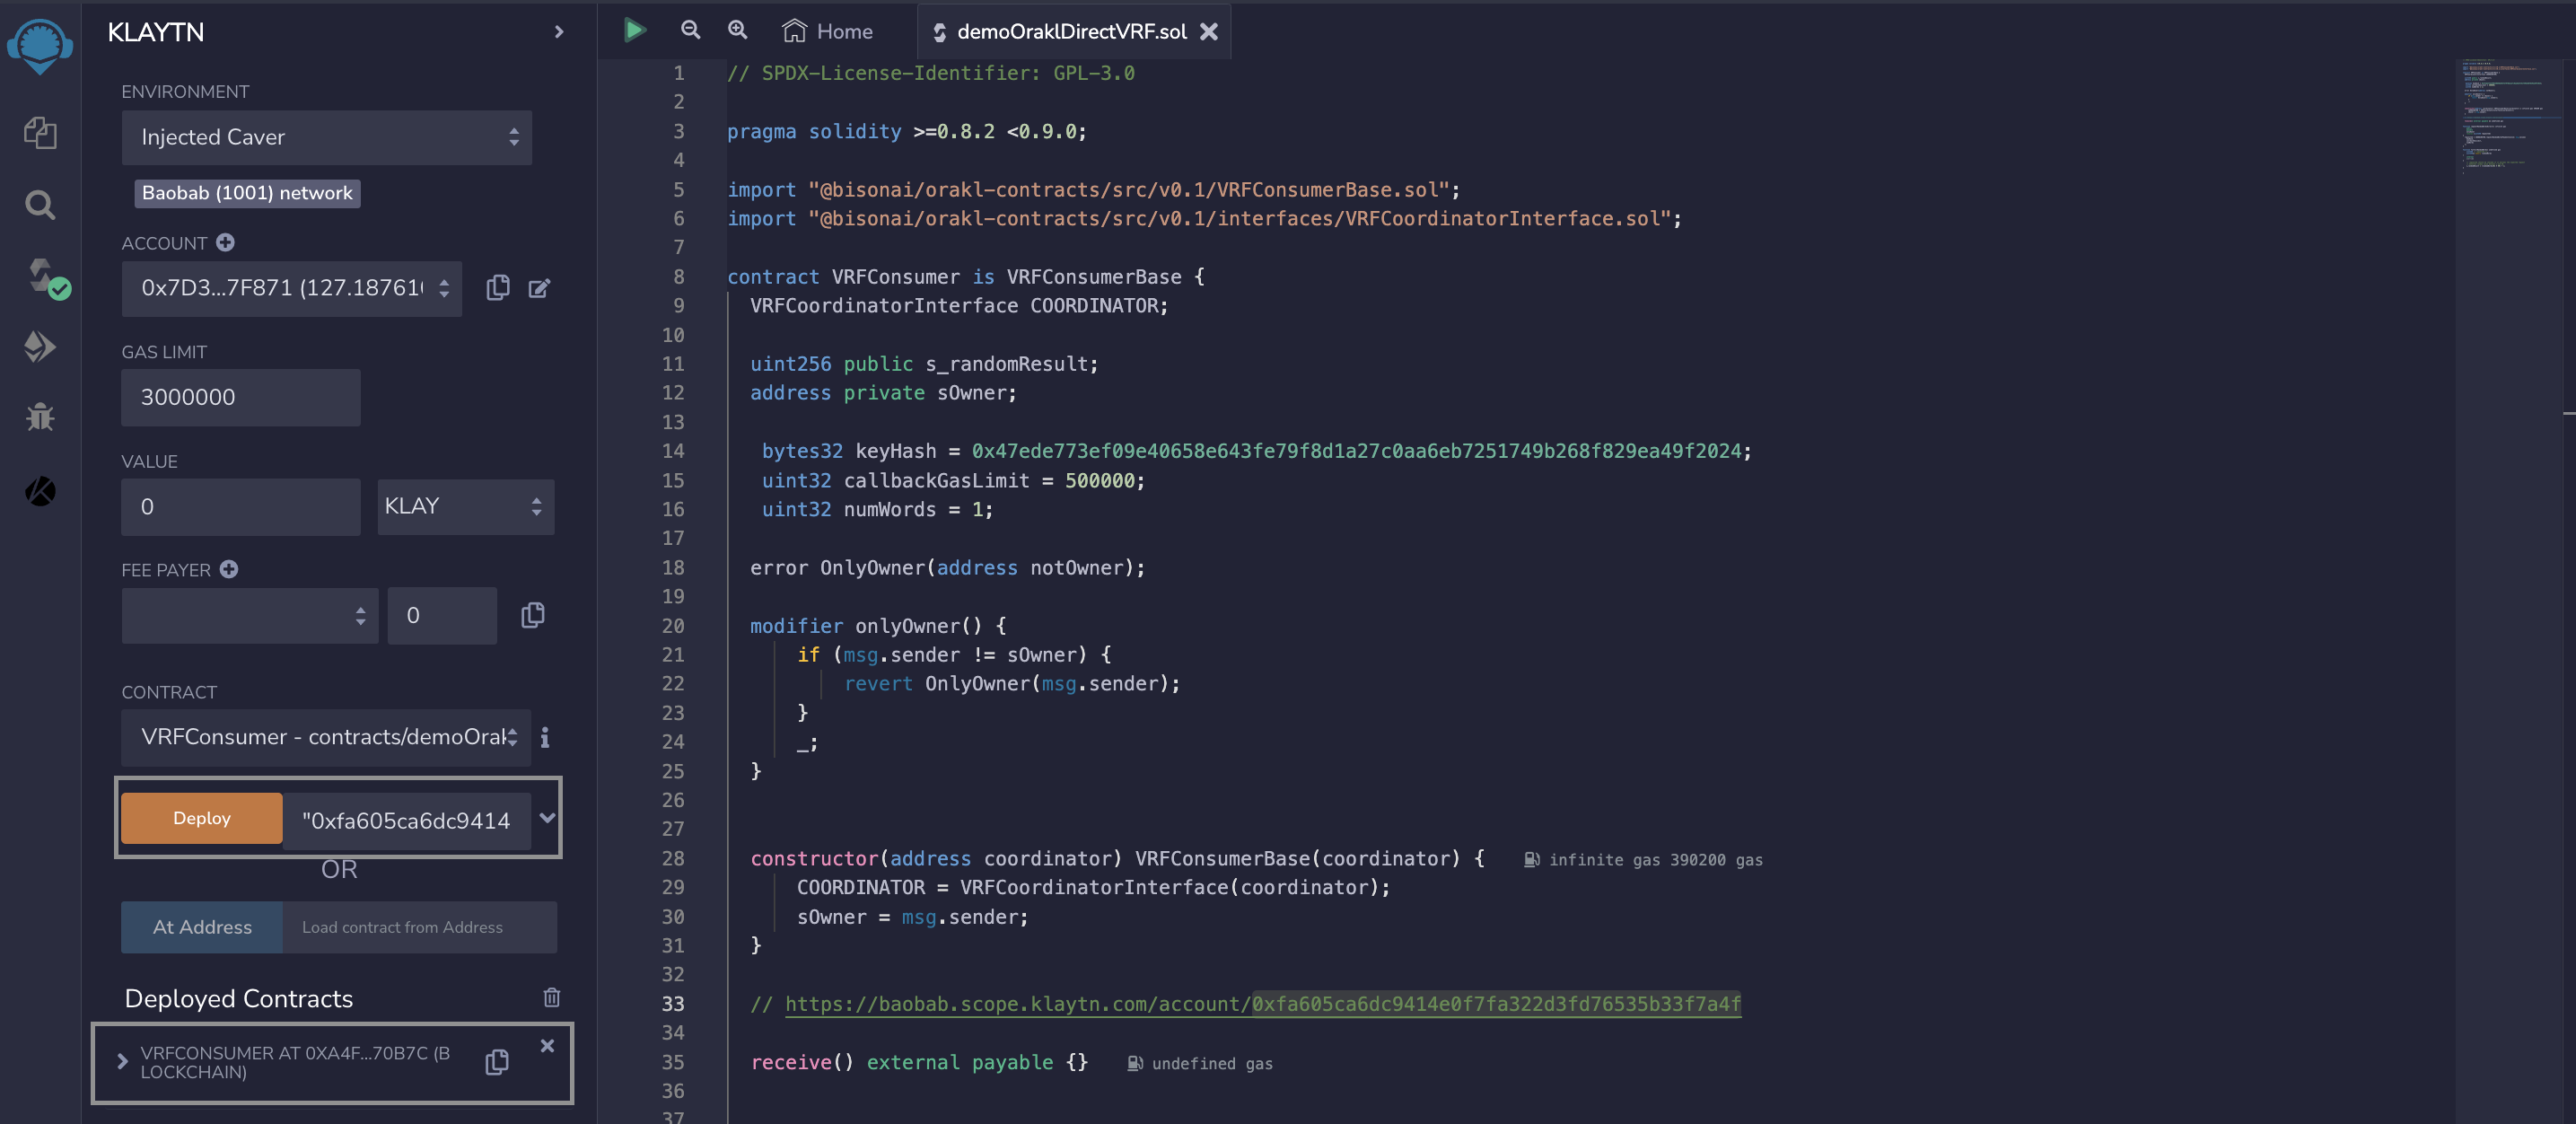 KLAYTN
ENVIRONMENT
Injected Caver
Baobab (1001) network
ACCOUNT
0x7D3...7F871 (127.187610
GAS LIMIT
3000000
VALUE
0
KLAY
FEE PAYER
0
CONTRACT
VRFConsumer - contracts/demoOrak
Deploy
"0xfa605ca6dc9414
OR
At Address
Load contract from Address
Deployed Contracts
VRFCONSUMER AT 0XA4F...70B7C (B
LOCKCHAIN)
Home
demoOraklDirectVRF.sol
1 // SPDX-License-Identifier: GPL-3.0
2
3 pragma solidity >=0.8.2 <0.9.0;
4
5 import "@bisonai/orakl-contracts/src/v0.1/VRFConsumerBase.sol";
6 import "@bisonai/orakl-contracts/src/v0.1/interfaces/VRFCoordinatorInterface.sol";
7
8 contract VRFConsumer is VRFConsumerBase {
9 VRFCoordinatorInterface COORDINATOR;
10
11 uint256 public s_randomResult;
12 address private sOwner;
13
14 bytes32 keyHash = 0x47ede773ef09e40658e643fe79f8d1a27c0aa6eb7251749b268f829ea49f2024;
15 uint32 callbackGasLimit = 500000;
16 uint32 numWords = 1;
17
18 error OnlyOwner(address notOwner);
19
20 modifier onlyOwner() {
21 if (msg.sender != sOwner) {
22 revert OnlyOwner(msg.sender);
23 }
24 _;
25 }
26
27
28 constructor(address coordinator) VRFConsumerBase(coordinator) { infinite gas 390200 gas
29 COORDINATOR = VRFCoordinatorInterface(coordinator);
30 sOwner = msg.sender;
31 }
32
33 // https://baobab.scope.klaytn.com/account/0xfa605ca6dc9414e0f7fa322d3fd76535b33f7a4f
34
35 receive() external payable {} undefined gas
36
37